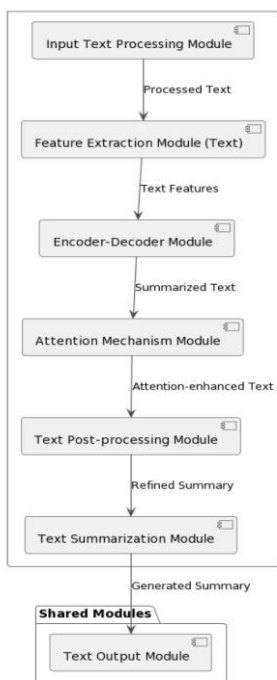 Input Text Processing Module
Processed Text
Feature Extraction Module (Text)
Text Features
Encoder-Decoder Module
Summarized Text
Attention Mechanism Module
Attention-enhanced Text
Text Post-processing Module
Refined Summary
Text Summarization Module
Generated Summary
Shared Modules
Text Output Module